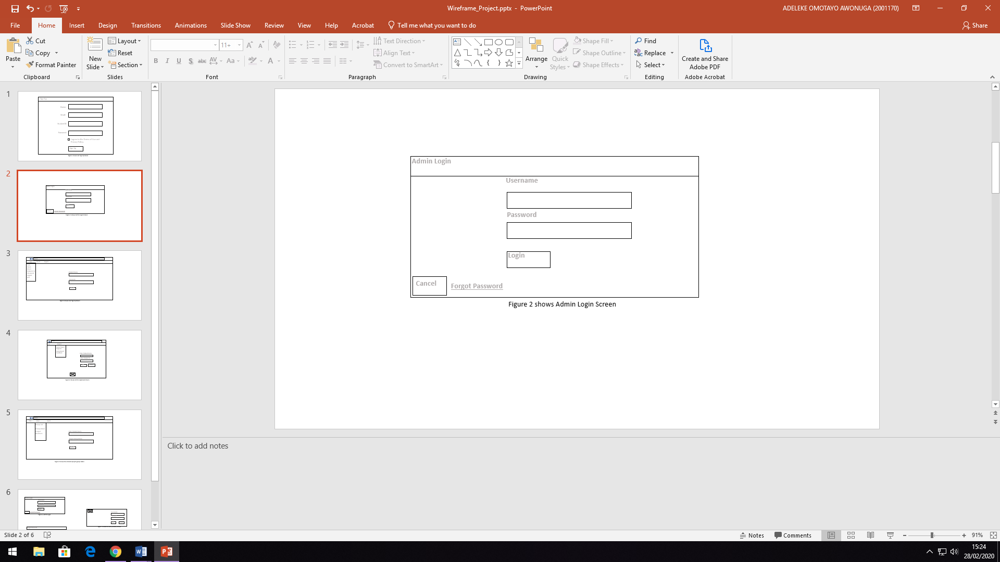 Wireframe_Project.pptx - PowerPoint
ADELEKE OMOTAYO AWONUGA (2001170)
File Home Insert Design Transitions Animations Slide Show Review View Help Acrobat Tell me what you want to do Share
Paste
Cut
Copy
Format Painter
Clipboard
New Slide
Layout
Reset
Section
Slides
11+
B I U S abc AV Aa A
Font
Text Direction
Align Text
Convert to SmartArt
Paragraph
Arrange
Quick Styles
Shape Fill
Shape Outline
Shape Effects
Drawing
Find
Replace
Select
Editing
Create and Share
Adobe PDF
Adobe Acrobat
1
2
3
4
5
6
Admin Login
Username
Password
Login
Cancel
Forgot Password
Figure 2 shows Admin Login Screen
Click to add notes
Slide 2 of 6
Notes
Comments
91%
15:24
28/02/2020